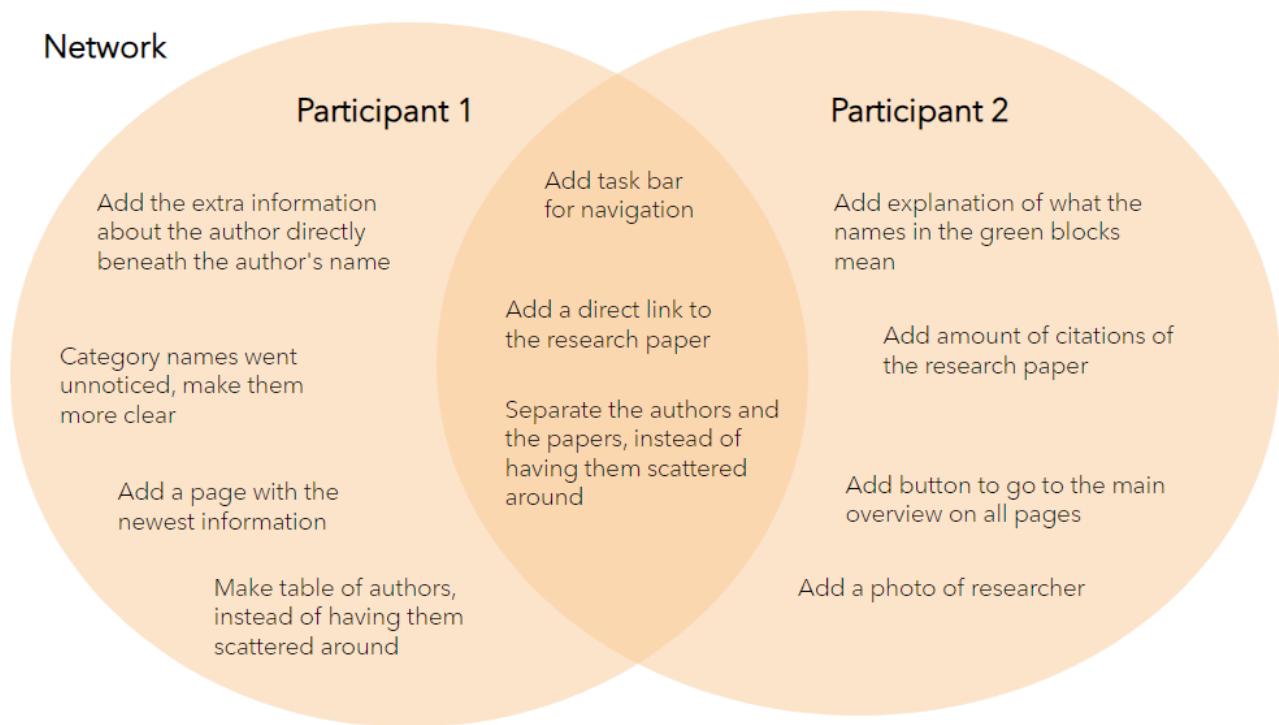 Network
Participant 1
Add the extra information
about the author directly
beneath the author's name
Category names went
unnoticed, make them
more clear
Add a page with the
newest information
Make table of authors,
instead of having them
scattered around
Add task bar
for navigation
Add a direct link to
the research paper
Separate the authors and
the papers, instead of
having them scattered
around
Participant 2
Add explanation of what the
names in the green blocks
mean
Add amount of citations of
the research paper
Add button to go to the main
overview on all pages
Add a photo of researcher